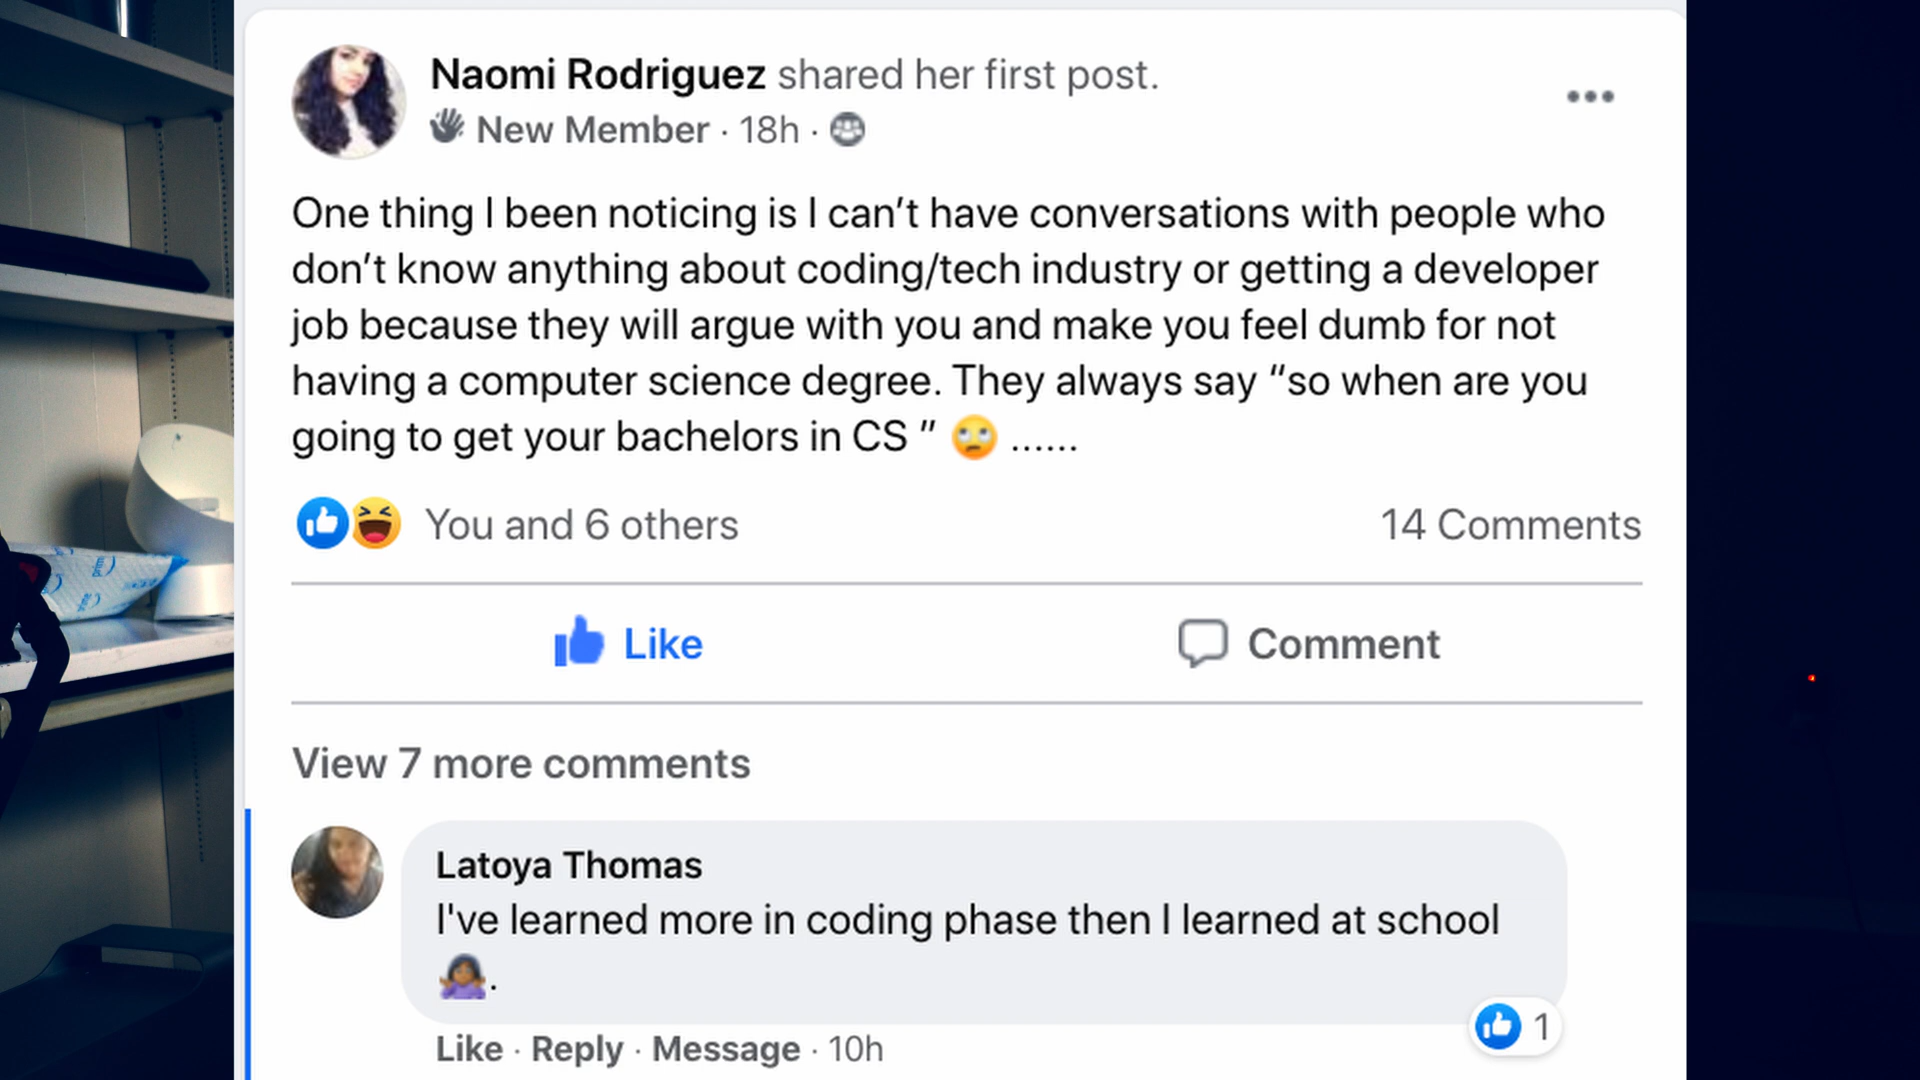 Naomi Rodriguez shared her first post.
New Member · 18h ·
One thing I been noticing is I can’t have conversations with people who
don’t know anything about coding/tech industry or getting a developer
job because they will argue with you and make you feel dumb for not
having a computer science degree. They always say “so when are you
going to get your bachelors in CS ” 🙄 ......
You and 6 others 14 Comments
Like Comment
View 7 more comments
Latoya Thomas
I've learned more in coding phase then I learned at school
🤷🏾‍♀️.
1
Like · Reply · Message · 10h